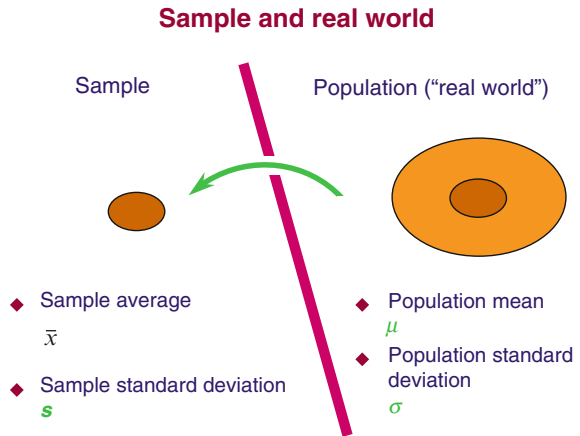 Sample and real world
Sample
Population (“real world”)
◆ Sample average
x̄
◆ Sample standard deviation
s
◆ Population mean
μ
◆ Population standard
deviation
σ